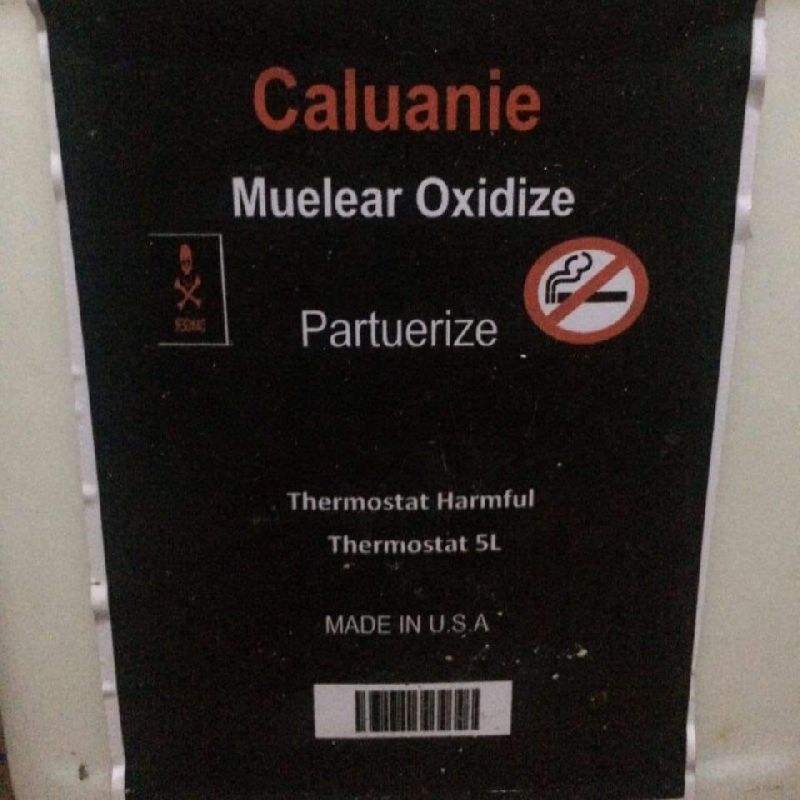 Caluanie
Muelear Oxidize
Partuerize
Thermostat Harmful
Thermostat 5L
MADE IN U.S.A